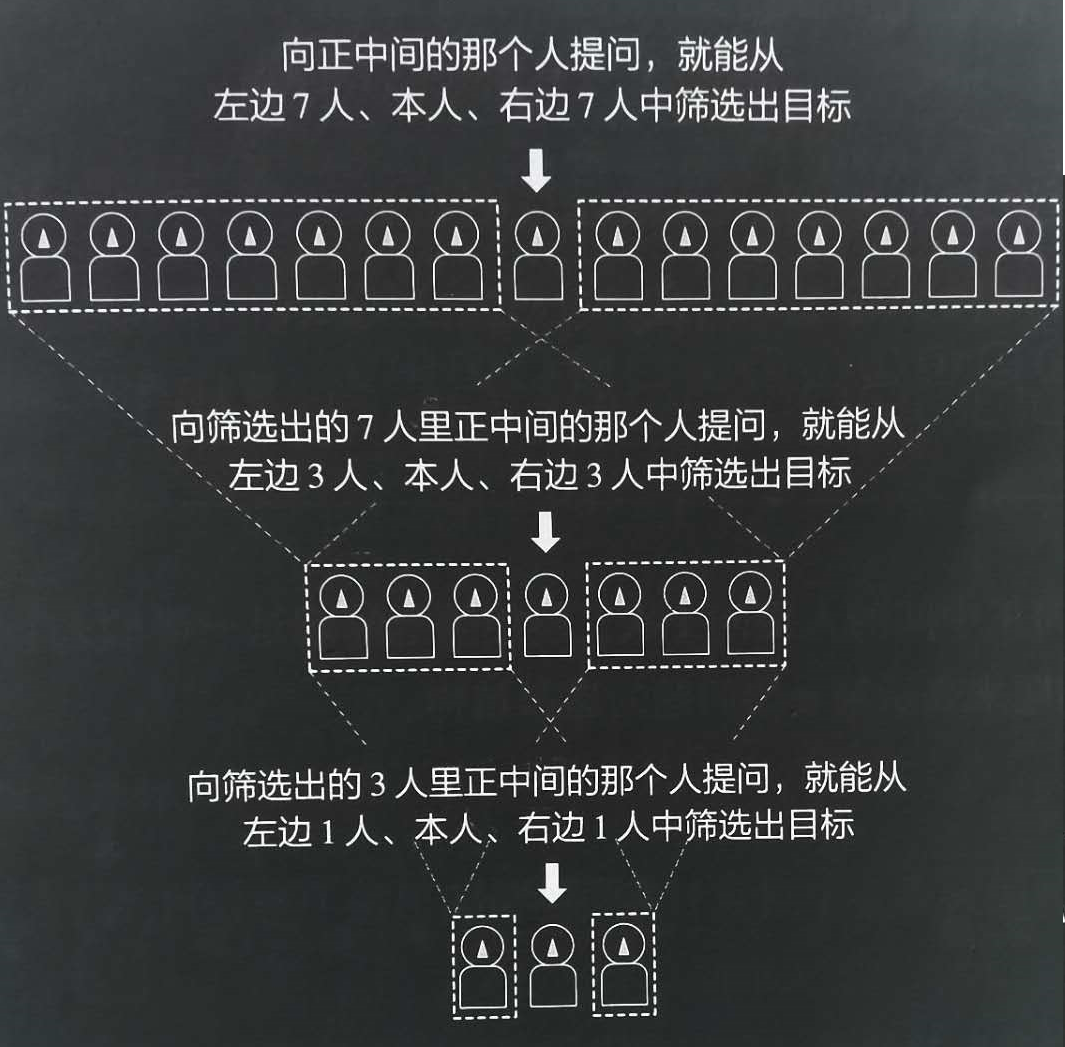 向正中间的那个人提问，就能从
左边7人、本人、右边7人中筛选出目标
向筛选出的7人里正中间的那个人提问，就能从
左边3人、本人、右边3人中筛选出目标
向筛选出的3人里正中间的那个人提问，就能从
左边1人、本人、右边1人中筛选出目标